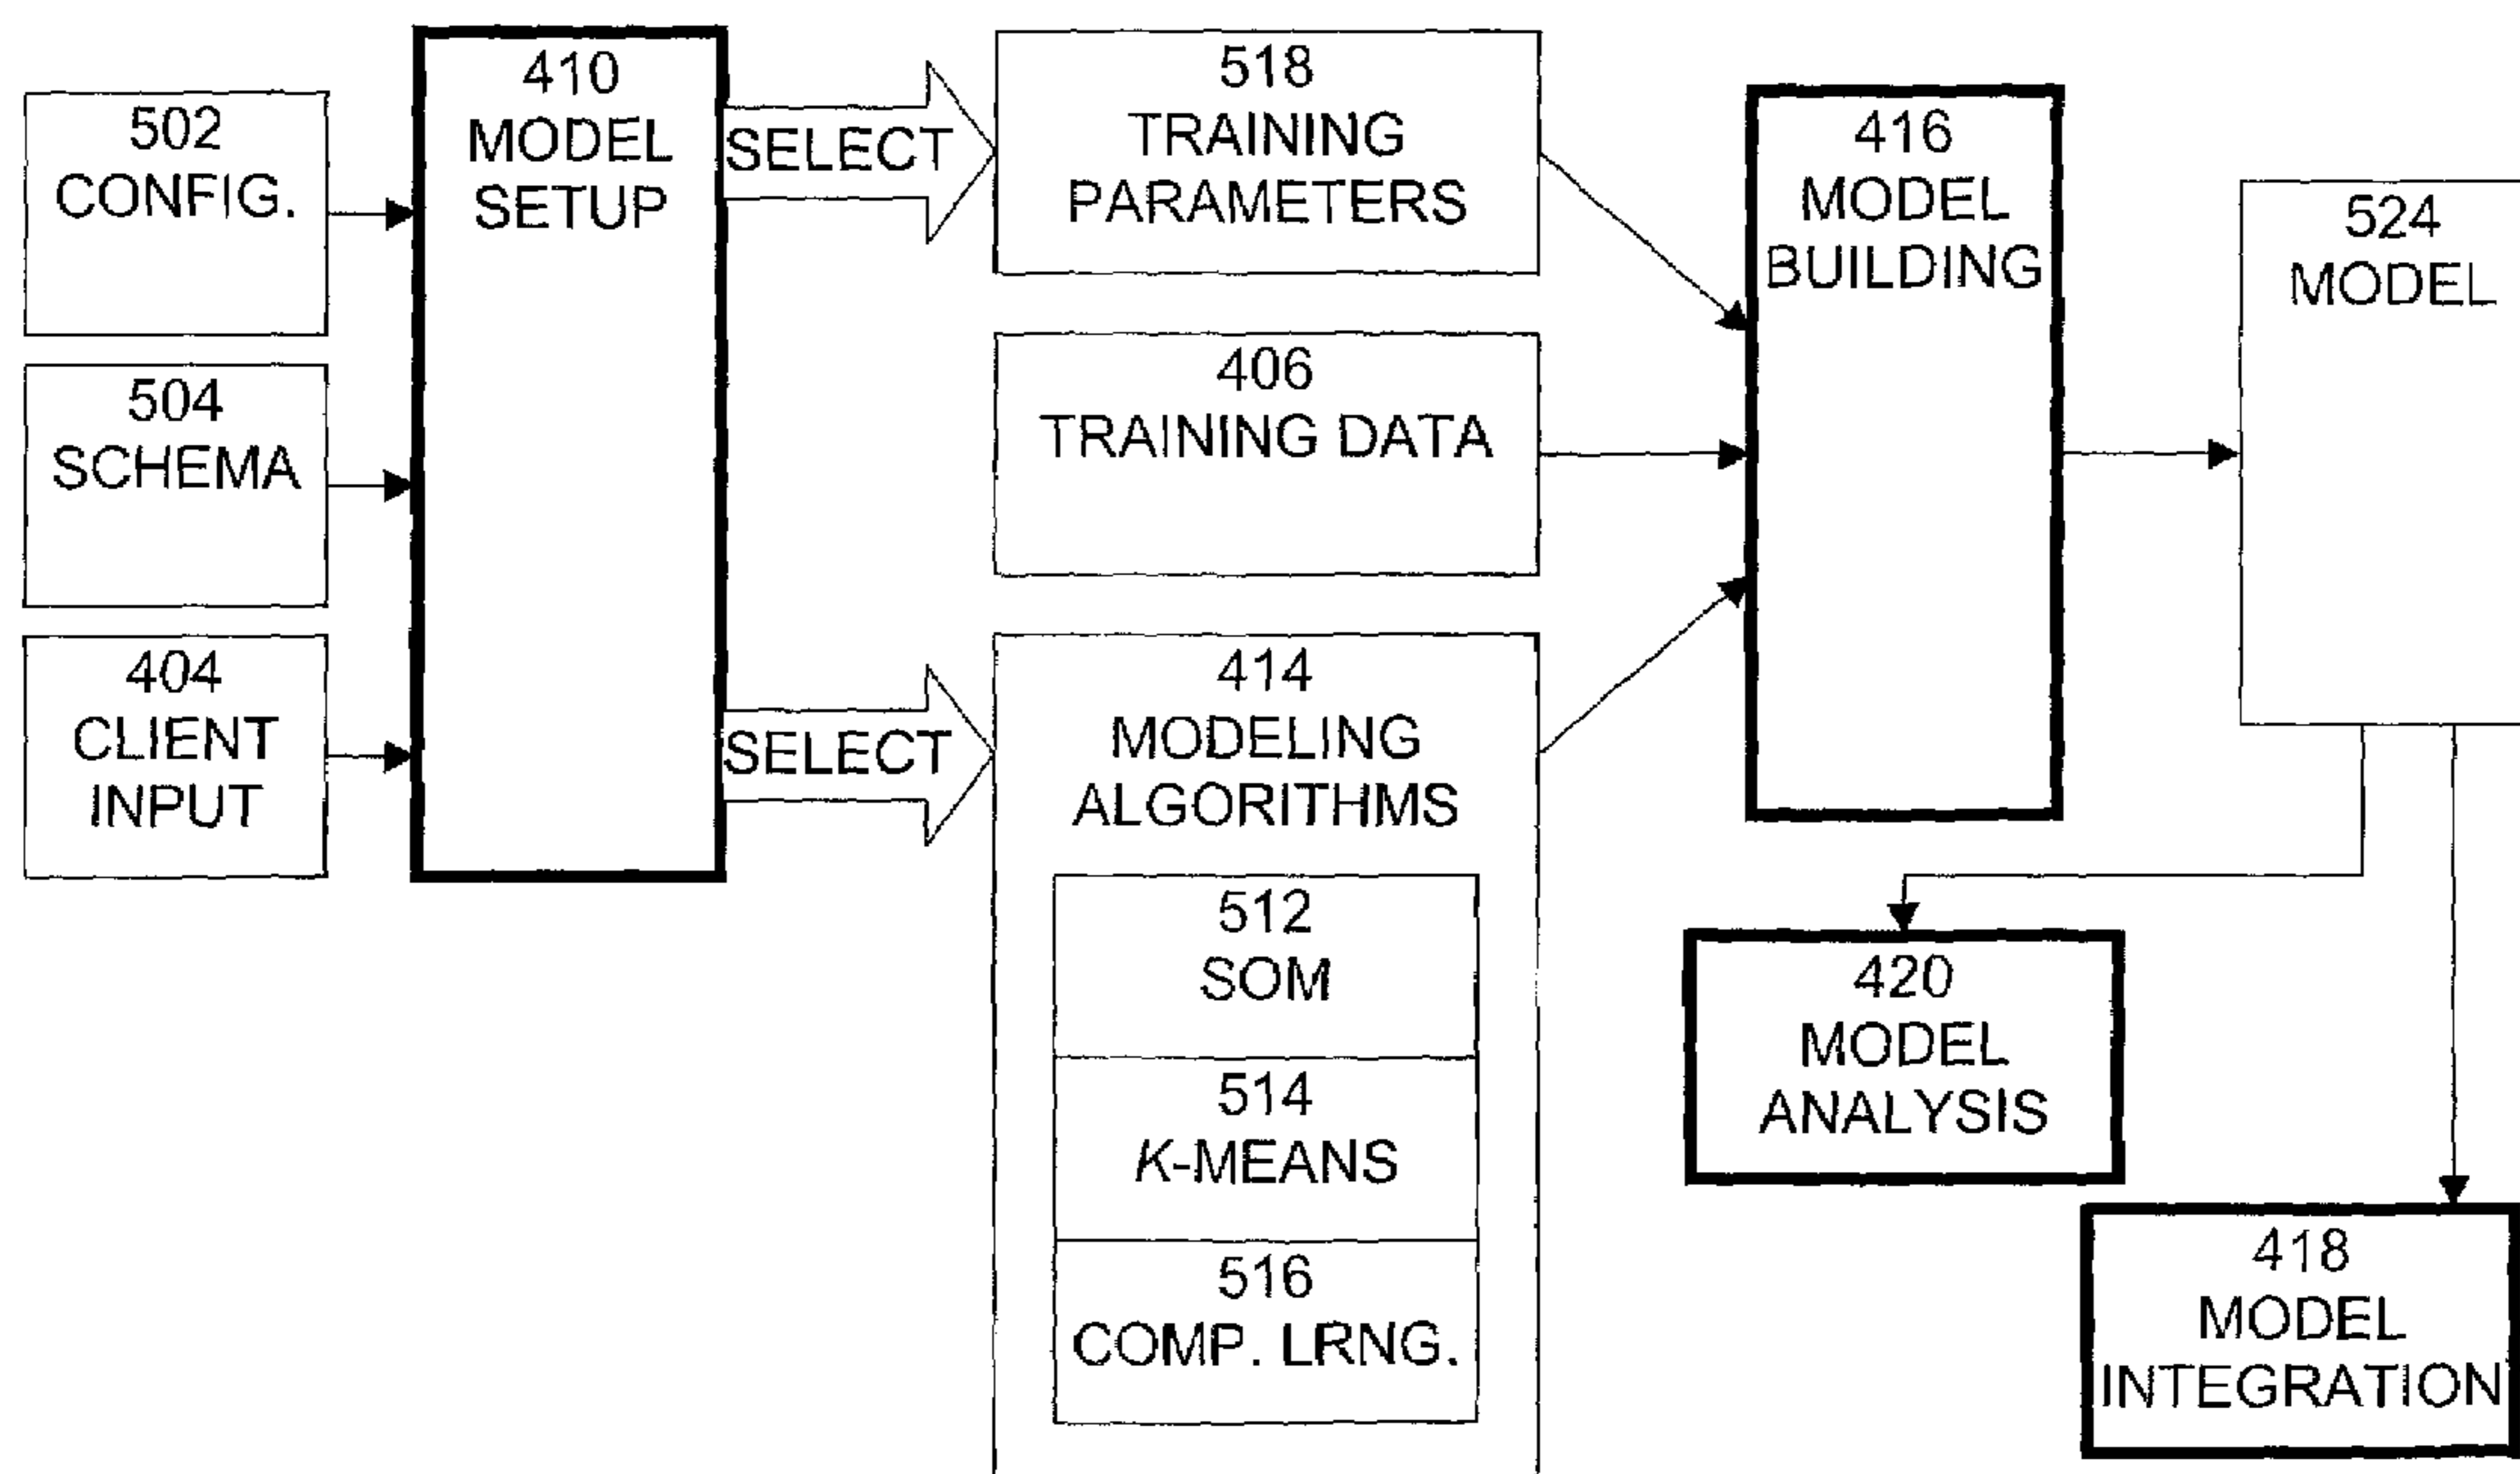 502
CONFIG.
504
SCHEMA
404
CLIENT
INPUT
410
MODEL
SETUP
SELECT
SELECT
518
TRAINING
PARAMETERS
406
TRAINING DATA
414
MODELING
ALGORITHMS
512
SOM
514
K-MEANS
516
COMP. LRNG.
416
MODEL
BUILDING
524
MODEL
420
MODEL
ANALYSIS
418
MODEL
INTEGRATION